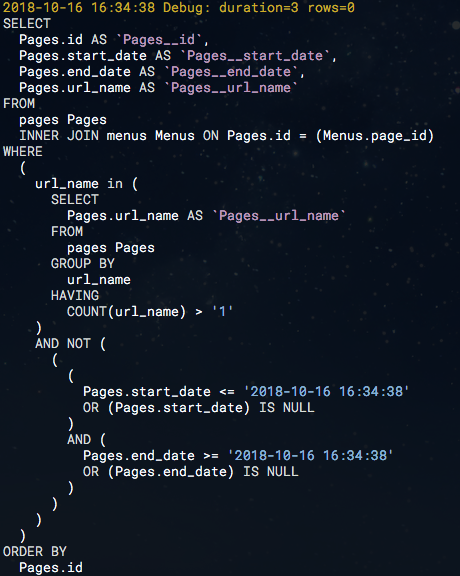 2018-10-16 16:34:38 Debug: duration=3 rows=0
SELECT
  Pages.id AS `Pages__id`,
  Pages.start_date AS `Pages__start_date`,
  Pages.end_date AS `Pages__end_date`,
  Pages.url_name AS `Pages__url_name`
FROM
  pages Pages
  INNER JOIN menus Menus ON Pages.id = (Menus.page_id)
WHERE
  (
    url_name in (
      SELECT
        Pages.url_name AS `Pages__url_name`
      FROM
        pages Pages
      GROUP BY
        url_name
      HAVING
        COUNT(url_name) > '1'
    )
    AND NOT (
      (
        (
          Pages.start_date <= '2018-10-16 16:34:38'
          OR (Pages.start_date) IS NULL
        )
        AND (
          Pages.end_date >= '2018-10-16 16:34:38'
          OR (Pages.end_date) IS NULL
        )
      )
    )
  )
ORDER BY
  Pages.id